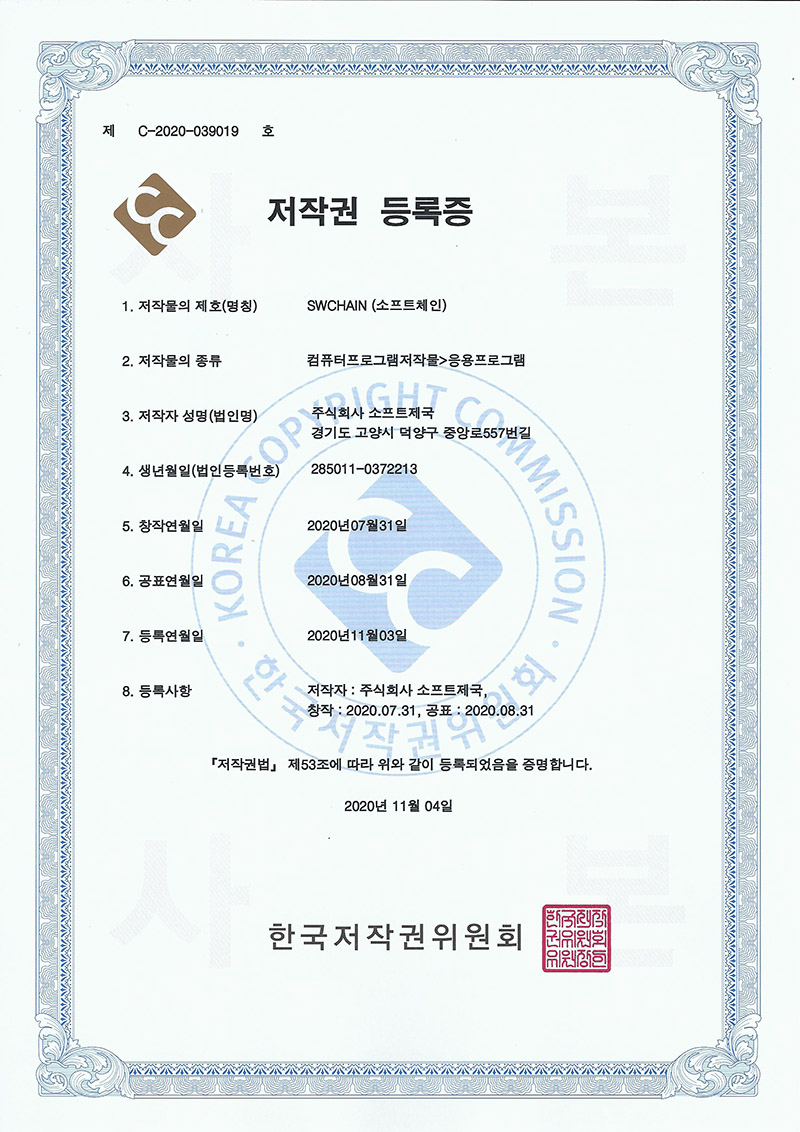 제 C-2020-039019 호
저작권 등록증
1. 저작물의 제호(명칭) SWCHAIN (소프트체인)
2. 저작물의 종류 컴퓨터프로그램저작물>응용프로그램
3. 저작자 성명(법인명) 주식회사 소프트제국
경기도 고양시 덕양구 중앙로557번길
4. 생년월일(법인등록번호) 285011-0372213
5. 창작연월일 2020년07월31일
6. 공표연월일 2020년08월31일
7. 등록연월일 2020년11월03일
8. 등록사항 저작자 : 주식회사 소프트제국,
창작 : 2020.07.31, 공표 : 2020.08.31
『저작권법』 제53조에 따라 위와 같이 등록되었음을 증명합니다.
2020년 11월 04일
한국저작권위원회
KOREA COPYRIGHT COMMISSION
한국저작권위원회
사 본
사 본